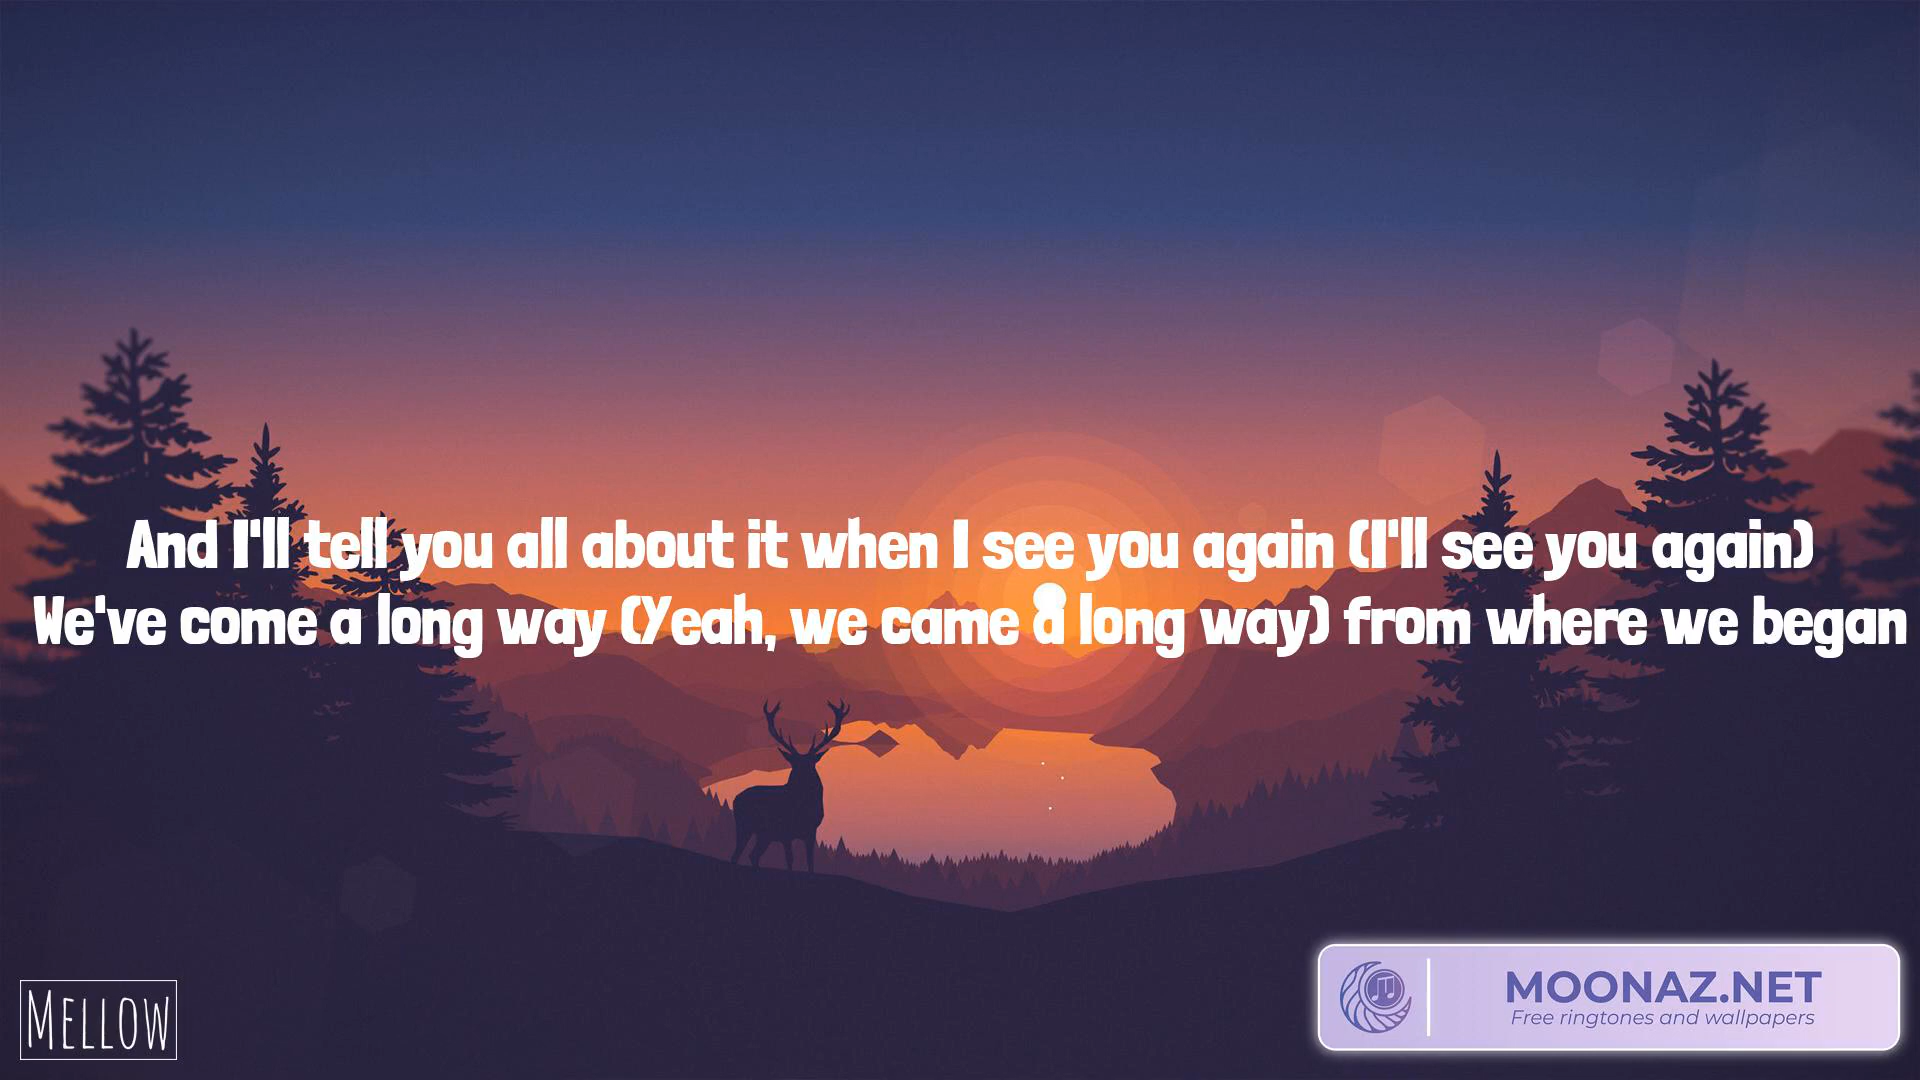 And I'll tell you all about it when I see you again (I'll see you again)
We've come a long way (Yeah, we came a long way) from where we began
MELLOW
MOONAZ.NET
Free ringtones and wallpapers